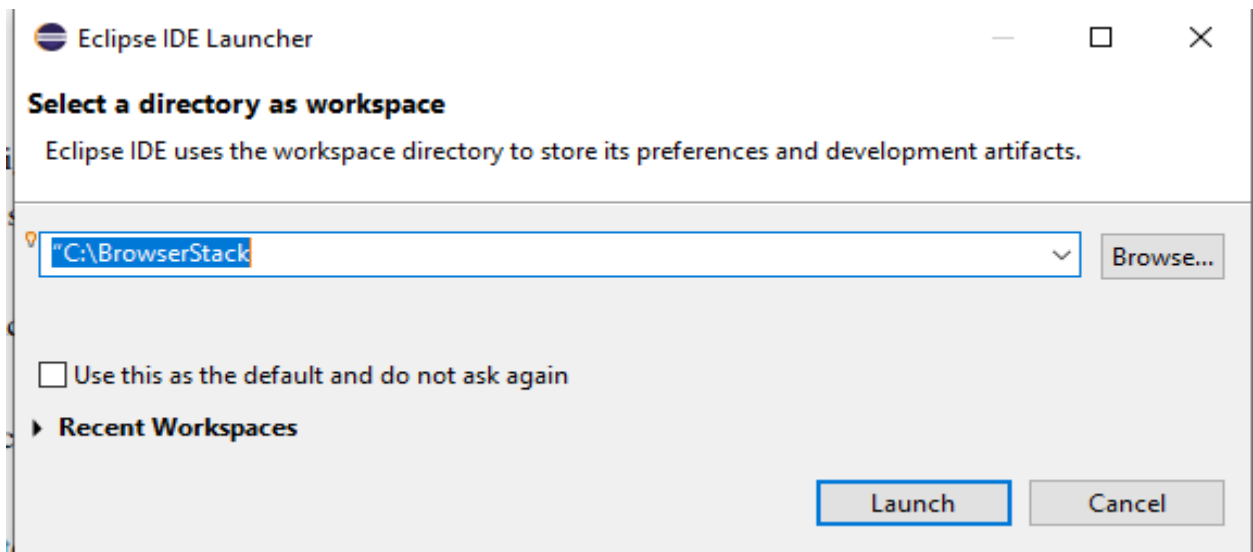 Eclipse IDE Launcher
Select a directory as workspace
Eclipse IDE uses the workspace directory to store its preferences and development artifacts.
“C:\BrowserStack
Browse...
Use this as the default and do not ask again
Recent Workspaces
Launch
Cancel